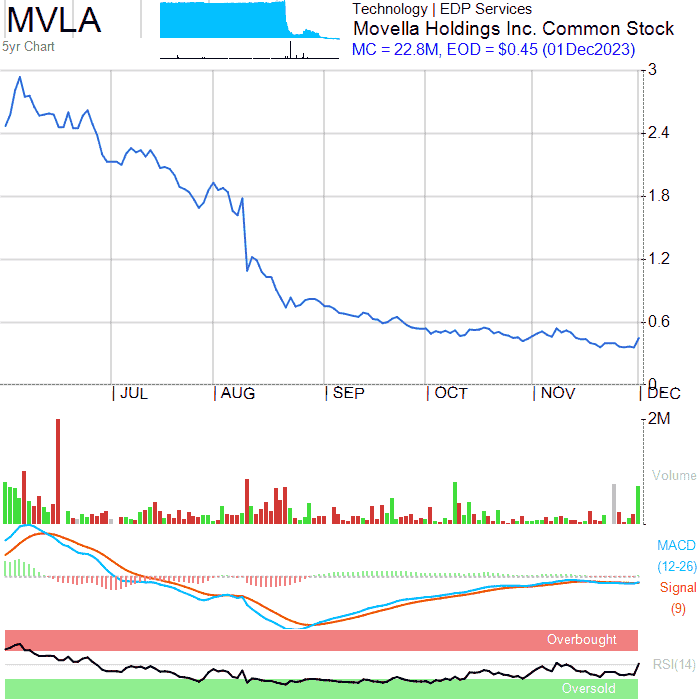 MVLA
5yr Chart
Technology | EDP Services
Movella Holdings Inc. Common Stock
MC = 22.8M, EOD = $0.45 (01Dec2023)
3
2.4
1.8
1.2
0.6
0
| JUL | AUG | SEP | OCT | NOV | DEC
2M
Volume
MACD
(12-26)
Signal
(9)
Overbought
RSI(14)
Oversold